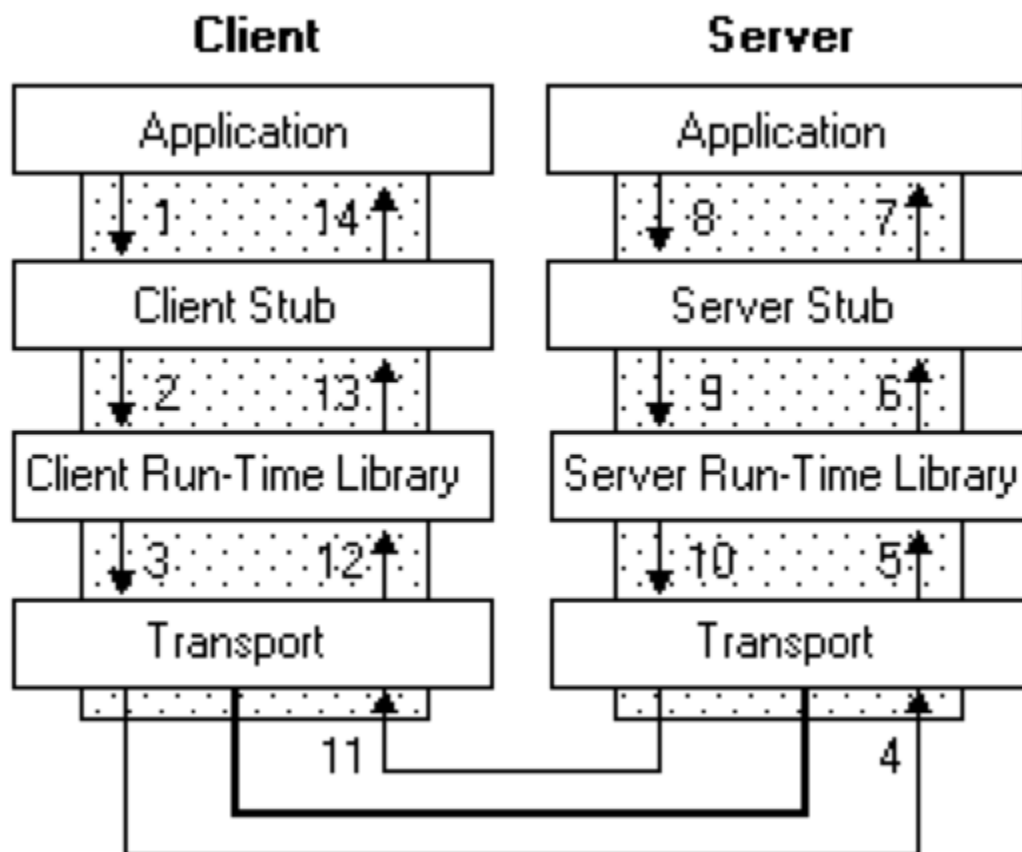 Client Server
Application Application
1 14 8 7
Client Stub Server Stub
2 13 9 6
Client Run-Time Library Server Run-Time Library
3 12 10 5
Transport Transport
11 4